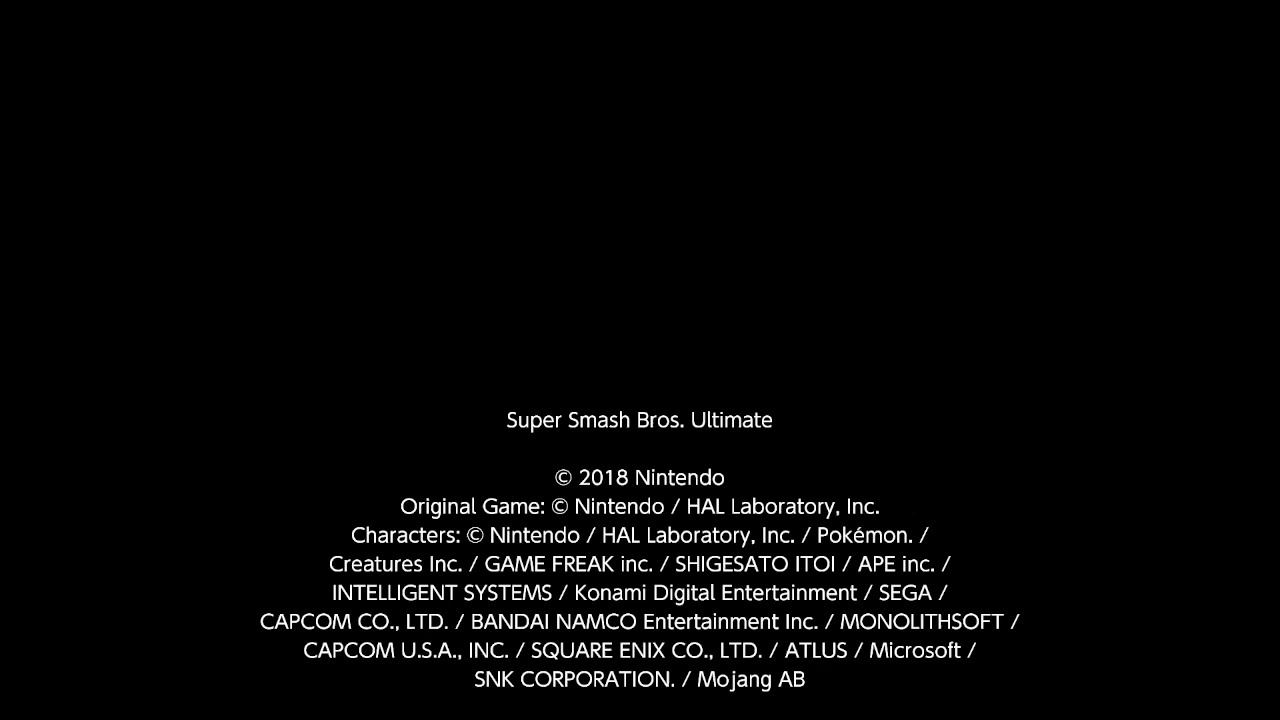 Super Smash Bros. Ultimate
© 2018 Nintendo
Original Game: © Nintendo / HAL Laboratory, Inc.
Characters: © Nintendo / HAL Laboratory, Inc. / Pokémon. /
Creatures Inc. / GAME FREAK inc. / SHIGESATO ITOI / APE inc. /
INTELLIGENT SYSTEMS / Konami Digital Entertainment / SEGA /
CAPCOM CO., LTD. / BANDAI NAMCO Entertainment Inc. / MONOLITHSOFT /
CAPCOM U.S.A., INC. / SQUARE ENIX CO., LTD. / ATLUS / Microsoft /
SNK CORPORATION. / Mojang AB